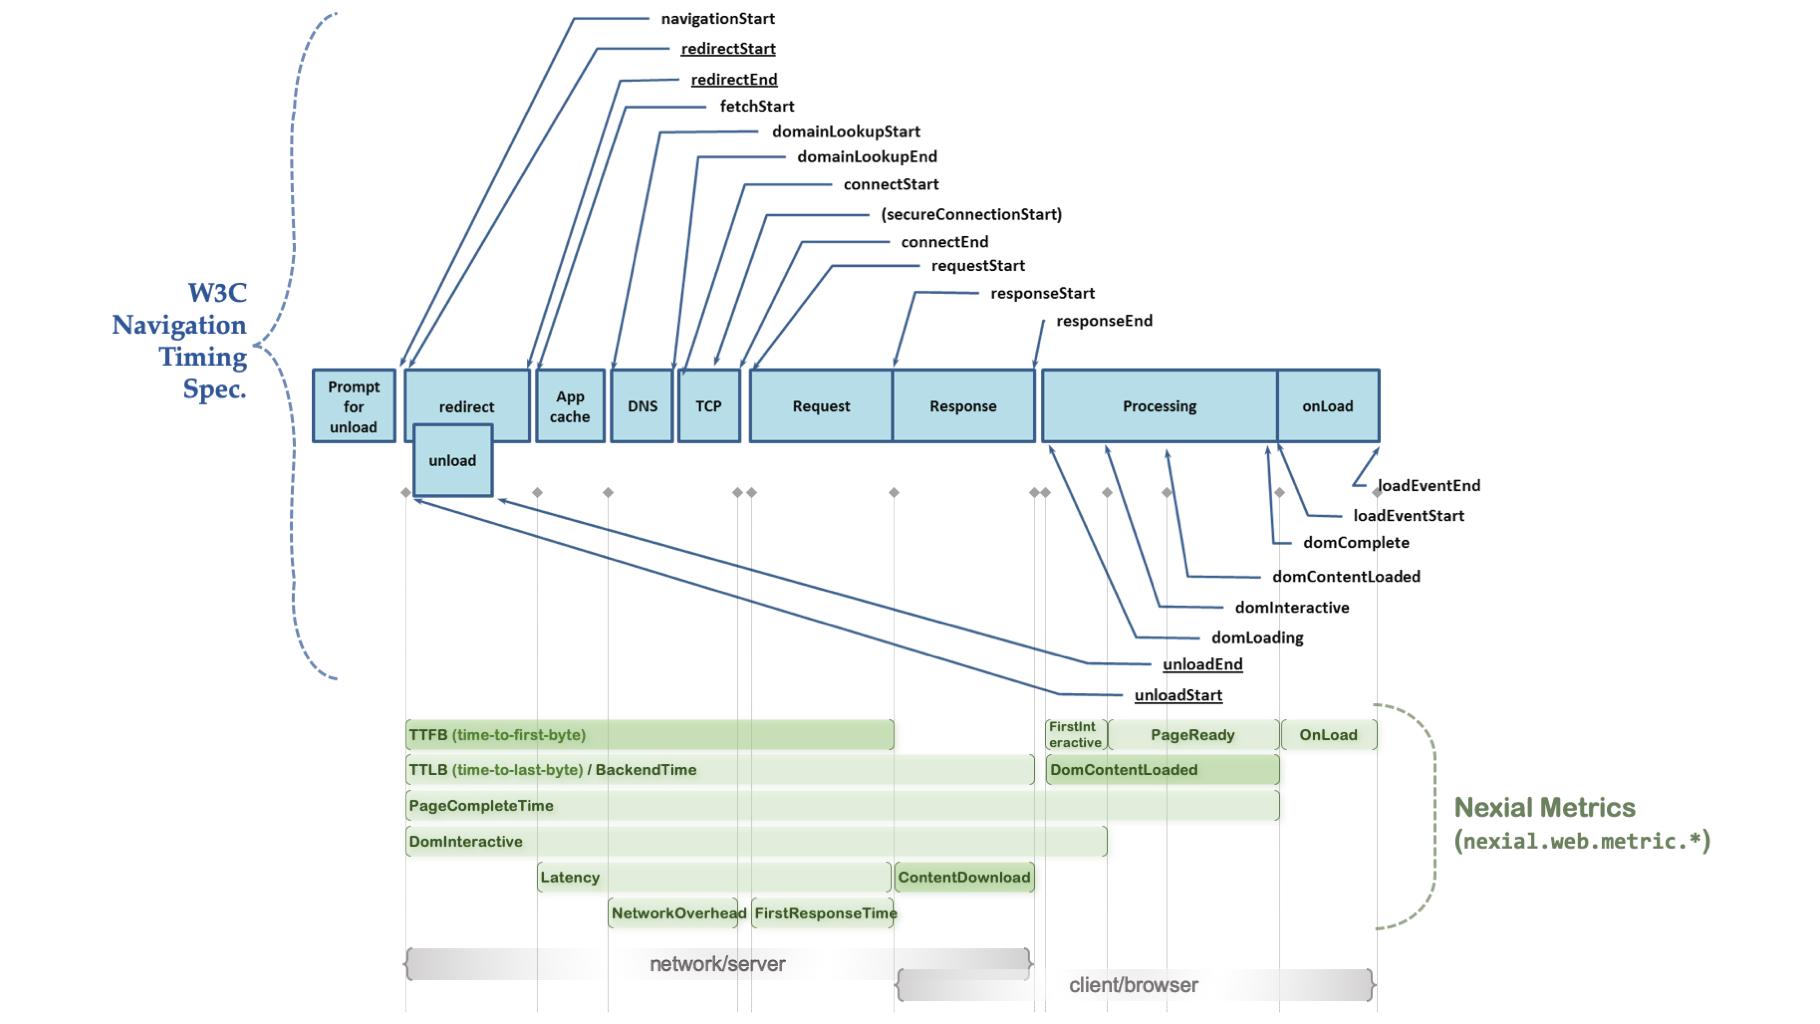 navigationStart
redirectStart
redirectEnd
fetchStart
domainLookupStart
domainLookupEnd
connectStart
(secureConnectionStart)
connectEnd
requestStart
responseStart
responseEnd
W3C
Navigation
Timing
Spec.
Prompt
for
unload
redirect
unload
App
cache
DNS
TCP
Request
Response
Processing
onLoad
loadEventEnd
loadEventStart
domComplete
domContentLoaded
domInteractive
domLoading
unloadEnd
unloadStart
TTFB (time-to-first-byte)
FirstInt
eractive
PageReady
OnLoad
TTLB (time-to-last-byte) / BackendTime
DomContentLoaded
PageCompleteTime
DomInteractive
Latency
ContentDownload
NetworkOverhead
FirstResponseTime
Nexial Metrics
(nexial.web.metric.*)
network/server
client/browser